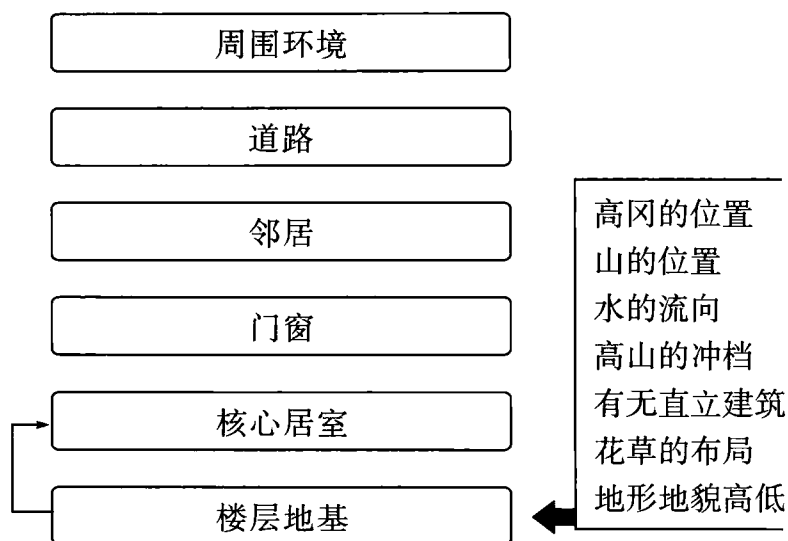 周围环境
道路
邻居
门窗
核心居室
楼层地基
高冈的位置
山的位置
水的流向
高山的冲档
有无直立建筑
花草的布局
地形地貌高低